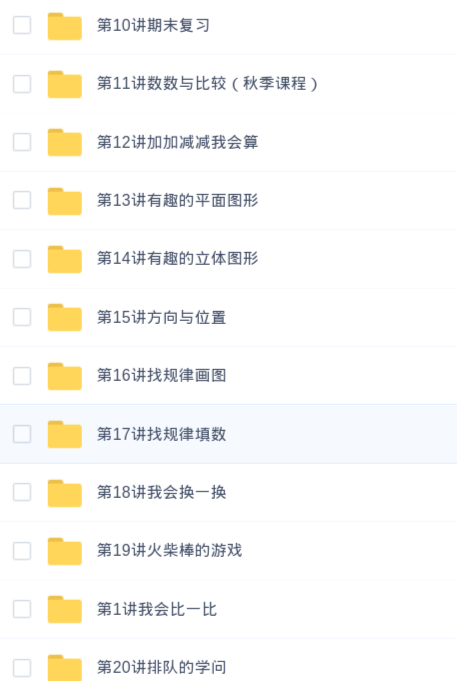 第10讲期末复习
第11讲数数与比较（秋季课程）
第12讲加加减减我会算
第13讲有趣的平面图形
第14讲有趣的立体图形
第15讲方向与位置
第16讲找规律画图
第17讲找规律填数
第18讲我会换一换
第19讲火柴棒的游戏
第1讲我会比一比
第20讲排队的学问